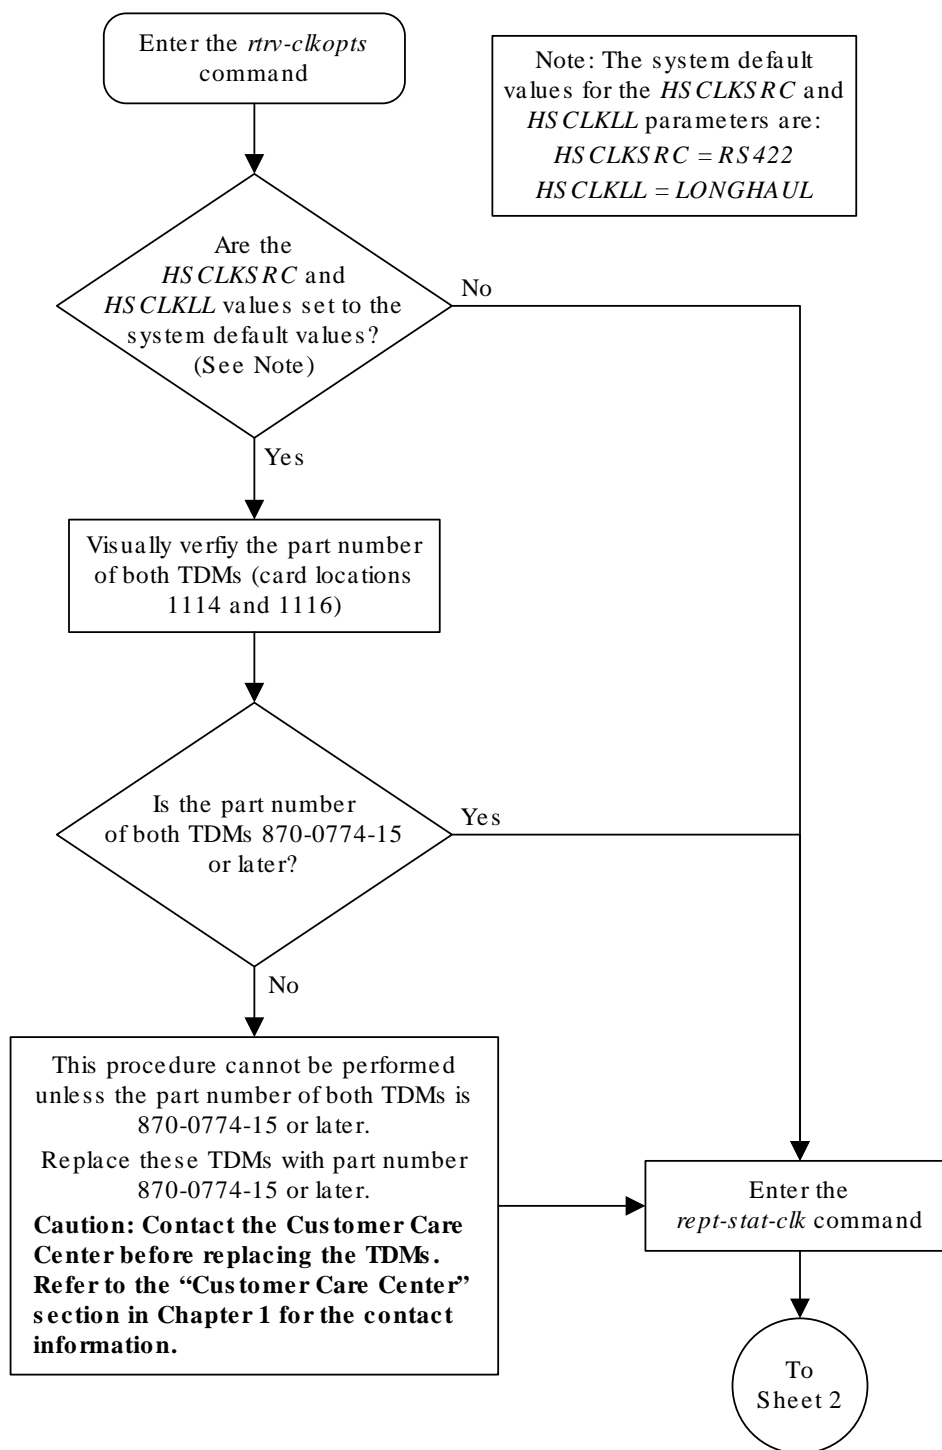 Enter the rtrv-clkopts
command
Note: The system default
values for the HSCLKSRC and
HSCLKLL parameters are:
HSCLKSRC = RS422
HSCLKLL = LONGHAUL
Are the
HSCLKSRC and
HSCLKLL values set to the
system default values?
(See Note)
No
Yes
Visually verfiy the part number
of both TDMs (card locations
1114 and 1116)
Is the part number
of both TDMs 870-0774-15
or later?
Yes
No
This procedure cannot be performed
unless the part number of both TDMs is
870-0774-15 or later.
Replace these TDMs with part number
870-0774-15 or later.
Caution: Contact the Customer Care
Center before replacing the TDMs.
Refer to the “Customer Care Center”
section in Chapter 1 for the contact
information.
Enter the
rept-stat-clk command
To
Sheet 2